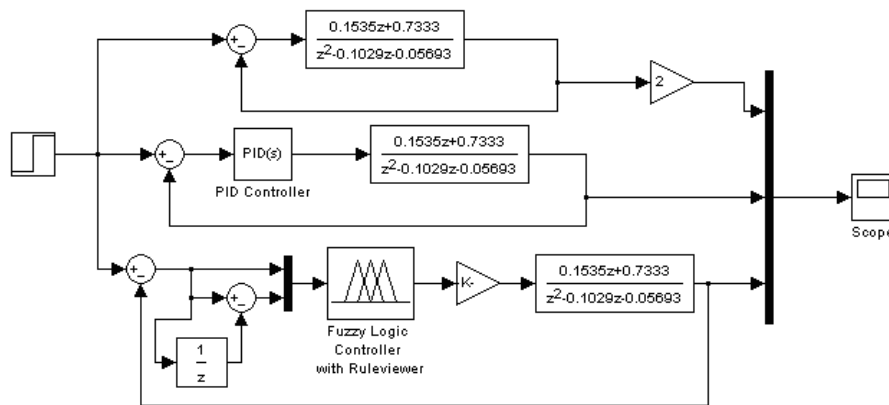 0.1535z+0.7333
z²-0.1029z-0.05693
2
PID(s)
PID Controller
0.1535z+0.7333
z²-0.1029z-0.05693
Scope
Fuzzy Logic
Controller
with Ruleviewer
K-
0.1535z+0.7333
z²-0.1029z-0.05693
1
z